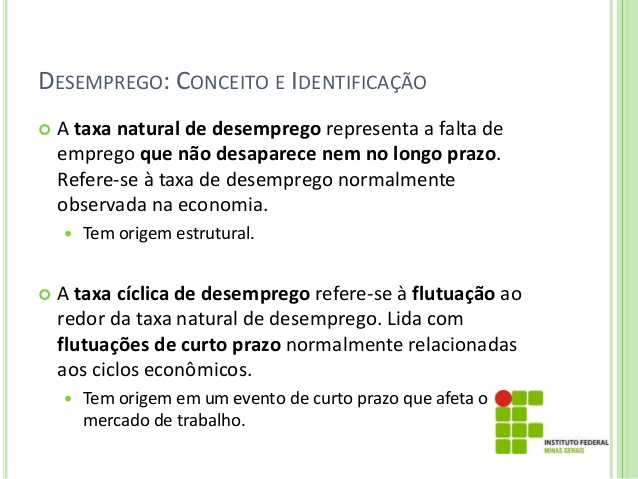 DESEMPREGO: CONCEITO E IDENTIFICAÇÃO
A taxa natural de desemprego representa a falta de
emprego que não desaparece nem no longo prazo.
Refere-se à taxa de desemprego normalmente
observada na economia.
Tem origem estrutural.
A taxa cíclica de desemprego refere-se à flutuação ao
redor da taxa natural de desemprego. Lida com
flutuações de curto prazo normalmente relacionadas
aos ciclos econômicos.
Tem origem em um evento de curto prazo que afeta o
mercado de trabalho.
INSTITUTO FEDERAL
MINAS GERAIS